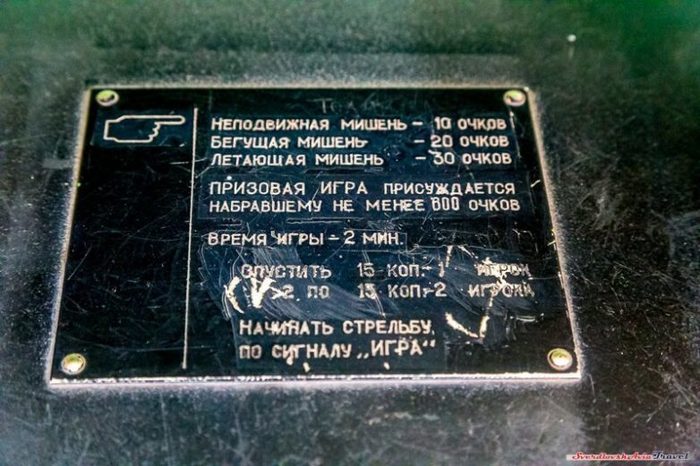 НЕПОДВИЖНАЯ МИШЕНЬ – 10 ОЧКОВ
БЕГУЩАЯ МИШЕНЬ – 20 ОЧКОВ
ЛЕТАЮЩАЯ МИШЕНЬ – 30 ОЧКОВ
ПРИЗОВАЯ ИГРА ПРИСУЖДАЕТСЯ
НАБРАВШЕМУ НЕ МЕНЕЕ 800 ОЧКОВ
ВРЕМЯ ИГРЫ – 2 МИН.
ОПУСТИТЬ 15 КОП.–1 ИГРОК
2 ПО 15 КОП.–2 ИГРОКА
НАЧИНАТЬ СТРЕЛЬБУ
ПО СИГНАЛУ „ИГРА"
SverdlovskAviaTravel